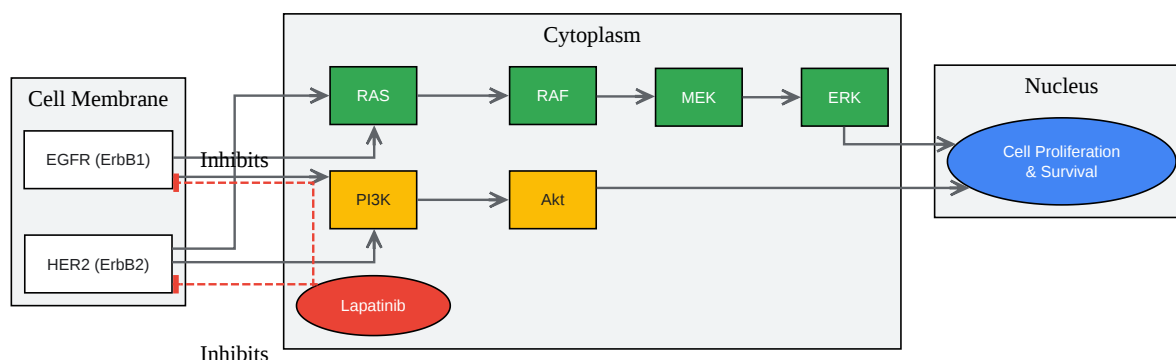 Cytoplasm
Cell Membrane
Nucleus
RAS
RAF
MEK
ERK
EGFR (ErbB1)
Inhibits
Cell Proliferation
& Survival
PI3K
Akt
HER2 (ErbB2)
Lapatinib
Inhibits